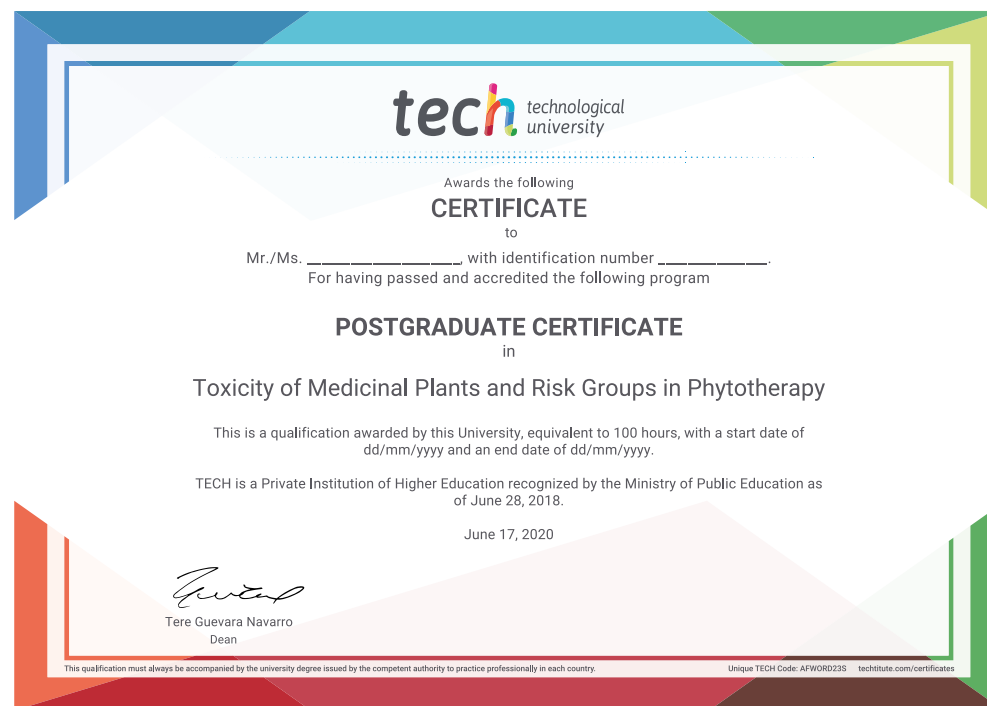 tech technological
university
Awards the following
CERTIFICATE
to
Mr./Ms. ____________________, with identification number ______________.
For having passed and accredited the following program
POSTGRADUATE CERTIFICATE
in
Toxicity of Medicinal Plants and Risk Groups in Phytotherapy
This is a qualification awarded by this University, equivalent to 100 hours, with a start date of
dd/mm/yyyy and an end date of dd/mm/yyyy.
TECH is a Private Institution of Higher Education recognized by the Ministry of Public Education as
of June 28, 2018.
June 17, 2020
Tere Guevara Navarro
Dean
This qualification must always be accompanied by the university degree issued by the competent authority to practice professionally in each country.
Unique TECH Code: AFWORD23S techtitute.com/certificates